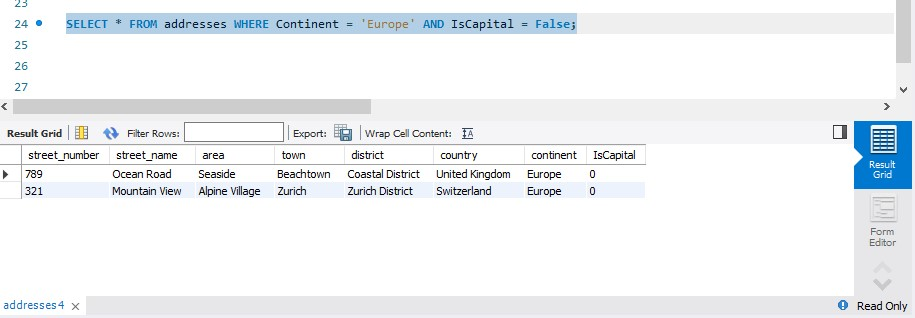 23
24 SELECT * FROM addresses WHERE Continent = 'Europe' AND IsCapital = False;
25
26
27
Result Grid Filter Rows: Export: Wrap Cell Content:
street_number street_name area town district country continent IsCapital
789 Ocean Road Seaside Beachtown Coastal District United Kingdom Europe 0
321 Mountain View Alpine Village Zurich Zurich District Switzerland Europe 0
Result
Grid
Form
Editor
addresses4
Read Only